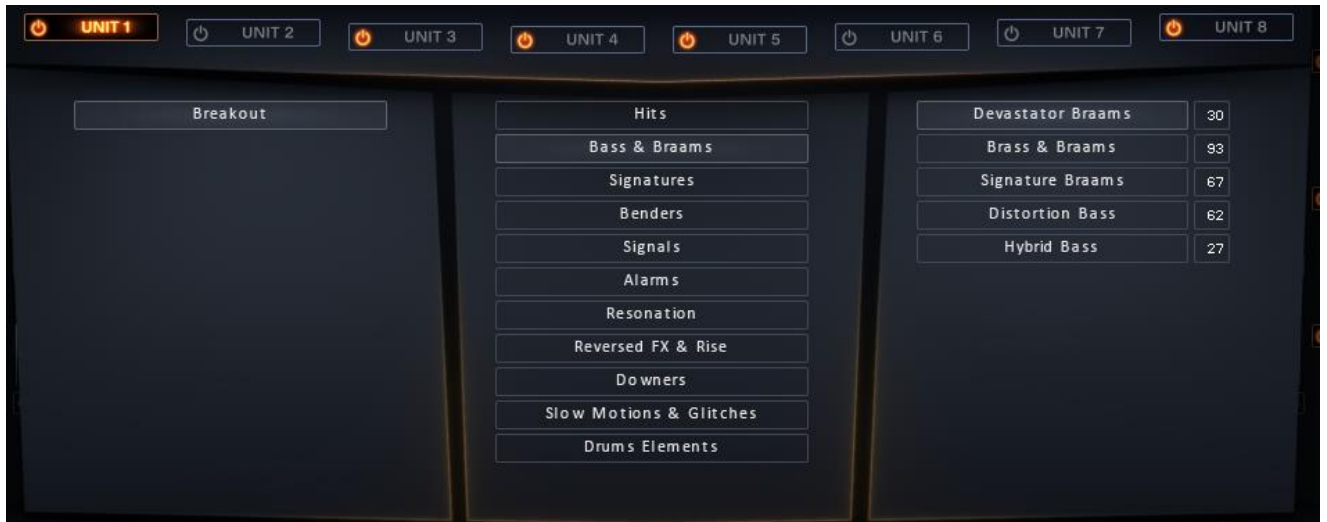 UNIT 1
UNIT 2
UNIT 3
UNIT 4
UNIT 5
UNIT 6
UNIT 7
UNIT 8
Breakout
Hits
Bass & Braams
Signatures
Benders
Signals
Alarms
Resonation
Reversed FX & Rise
Downers
Slow Motions & Glitches
Drums Elements
Devastator Braams 30
Brass & Braams 93
Signature Braams 67
Distortion Bass 62
Hybrid Bass 27